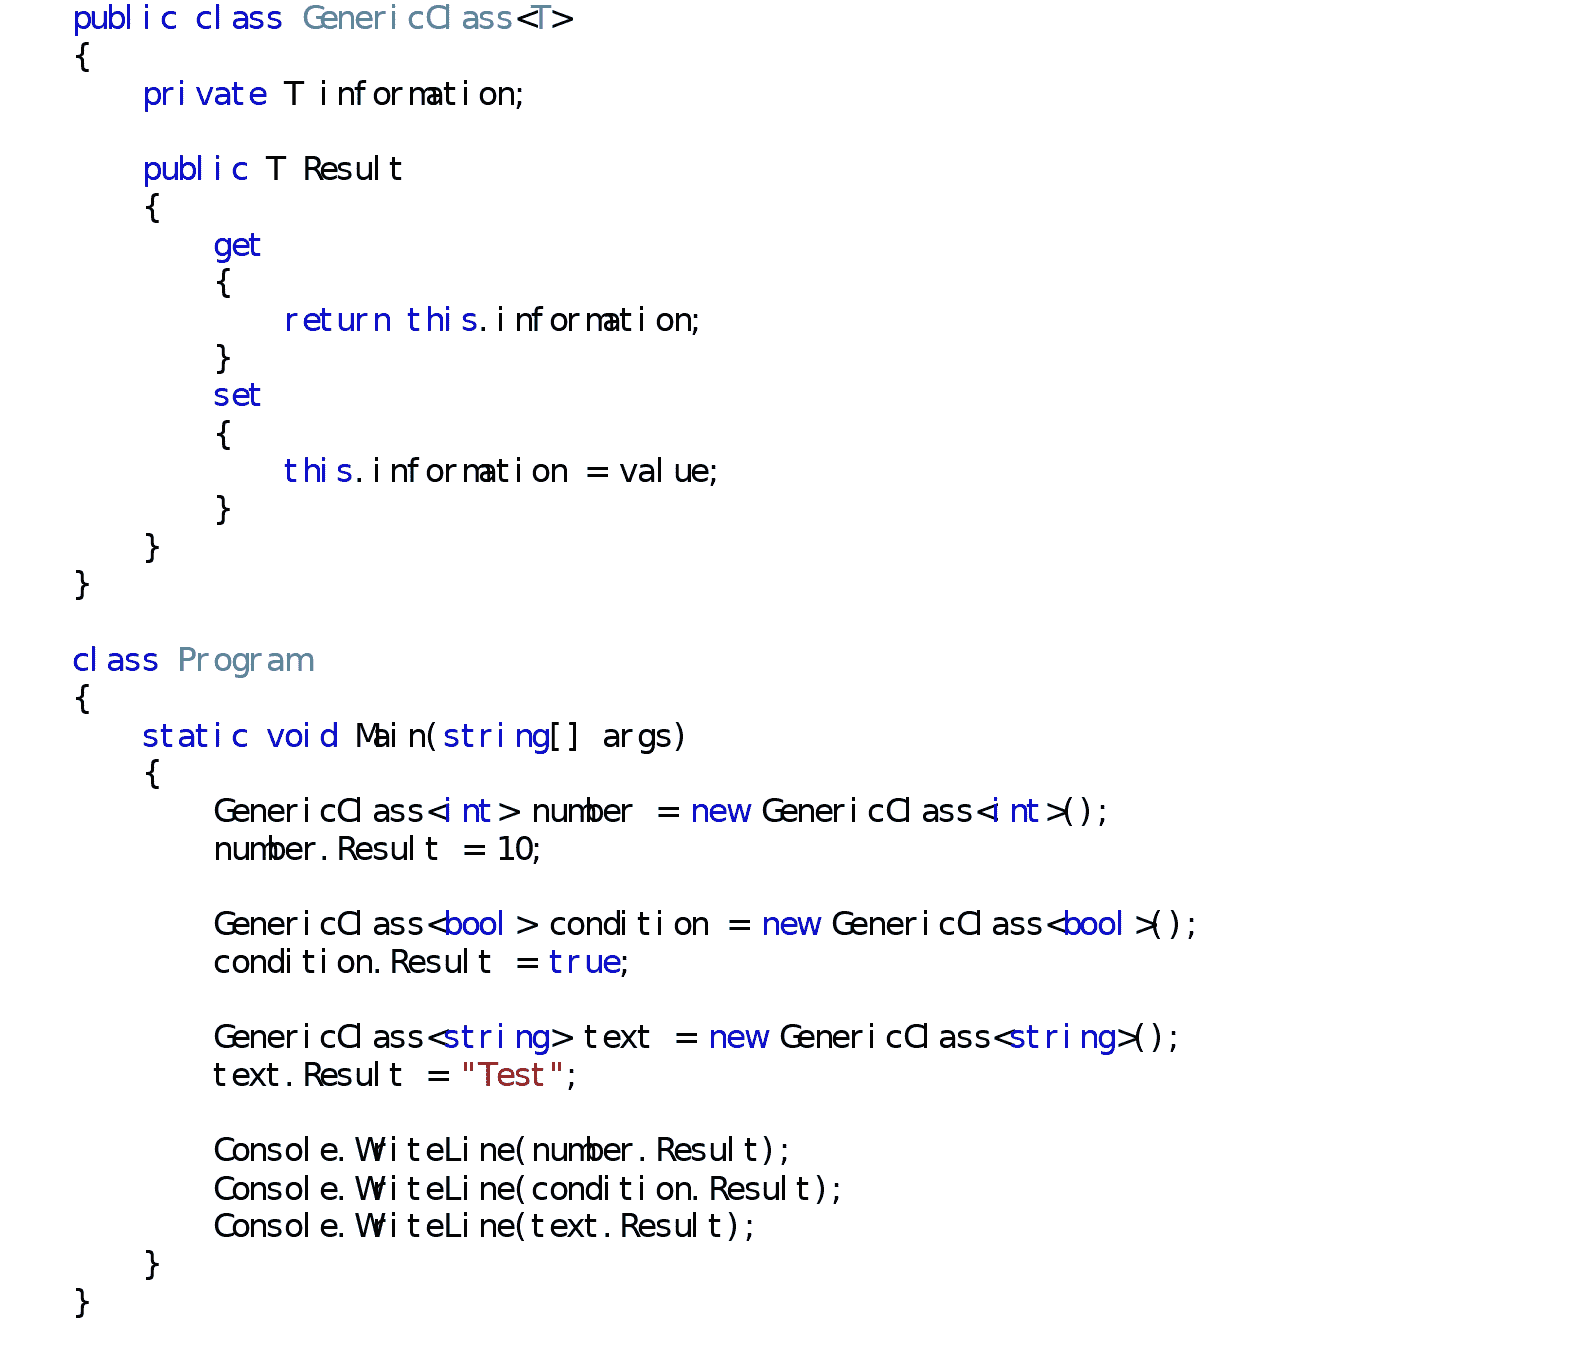 public class GenericClass<T>
{
    private T information;

    public T Result
    {
        get
        {
            return this.information;
        }
        set
        {
            this.information = value;
        }
    }
}

class Program
{
    static void Main(string[] args)
    {
        GenericClass<int> number = new GenericClass<int>();
        number.Result = 10;

        GenericClass<bool> condition = new GenericClass<bool>();
        condition.Result = true;

        GenericClass<string> text = new GenericClass<string>();
        text.Result = "Test";

        Console.WriteLine(number.Result);
        Console.WriteLine(condition.Result);
        Console.WriteLine(text.Result);
    }
}